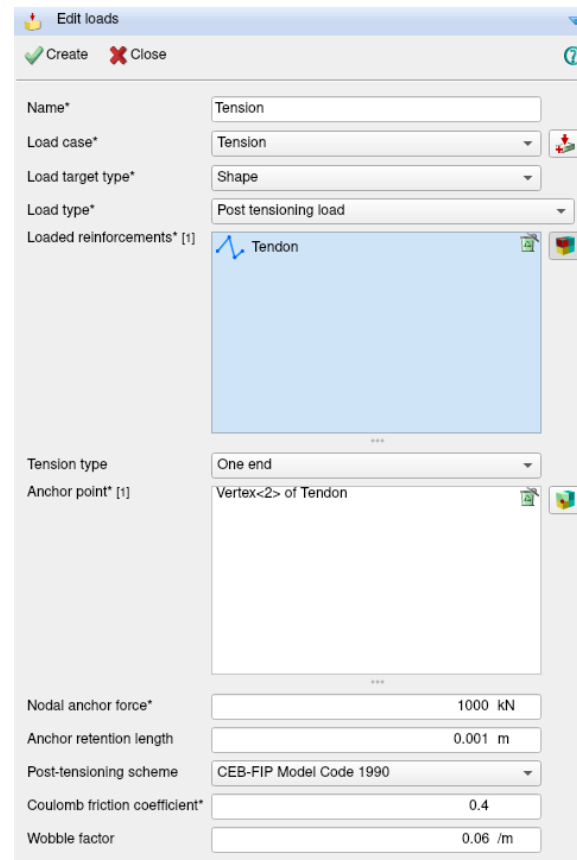 Edit loads
Create Close
Name* Tension
Load case* Tension
Load target type* Shape
Load type* Post tensioning load
Loaded reinforcements* [1] Tendon
Tension type One end
Anchor point* [1] Vertex<2> of Tendon
Nodal anchor force* 1000 kN
Anchor retention length 0.001 m
Post-tensioning scheme CEB-FIP Model Code 1990
Coulomb friction coefficient* 0.4
Wobble factor 0.06 /m